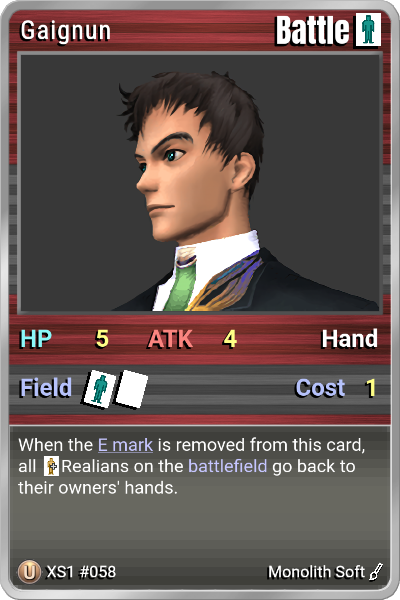 Gaignun Battle
HP 5 ATK 4 Hand
Field Cost 1
When the E mark is removed from this card,
all Realians on the battlefield go back to
their owners' hands.
U XS1 #058 Monolith Soft